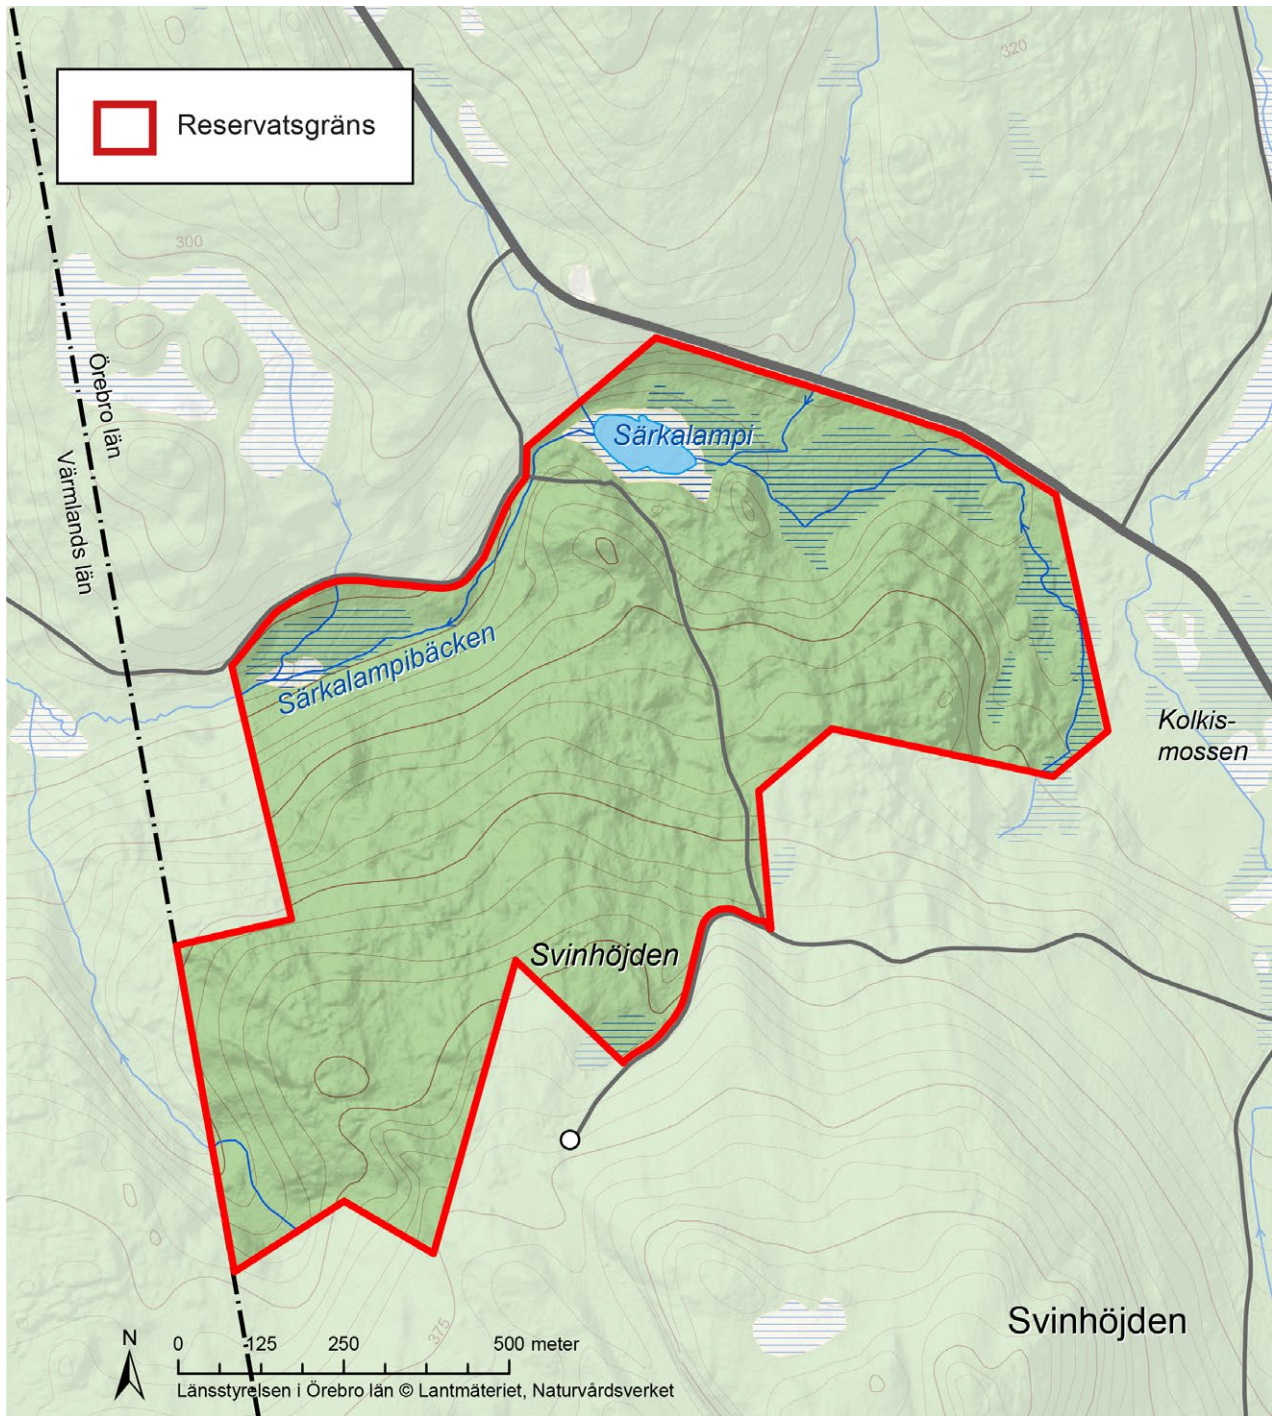 Reservatsgräns
320
300
Örebro län
Värmlands län
Särkalampi
Särkalampibäcken
Kolkis-
mossen
Svinhöjden
Svinhöjden
375
N
0 125 250 500 meter
Länsstyrelsen i Örebro län © Lantmäteriet, Naturvårdsverket